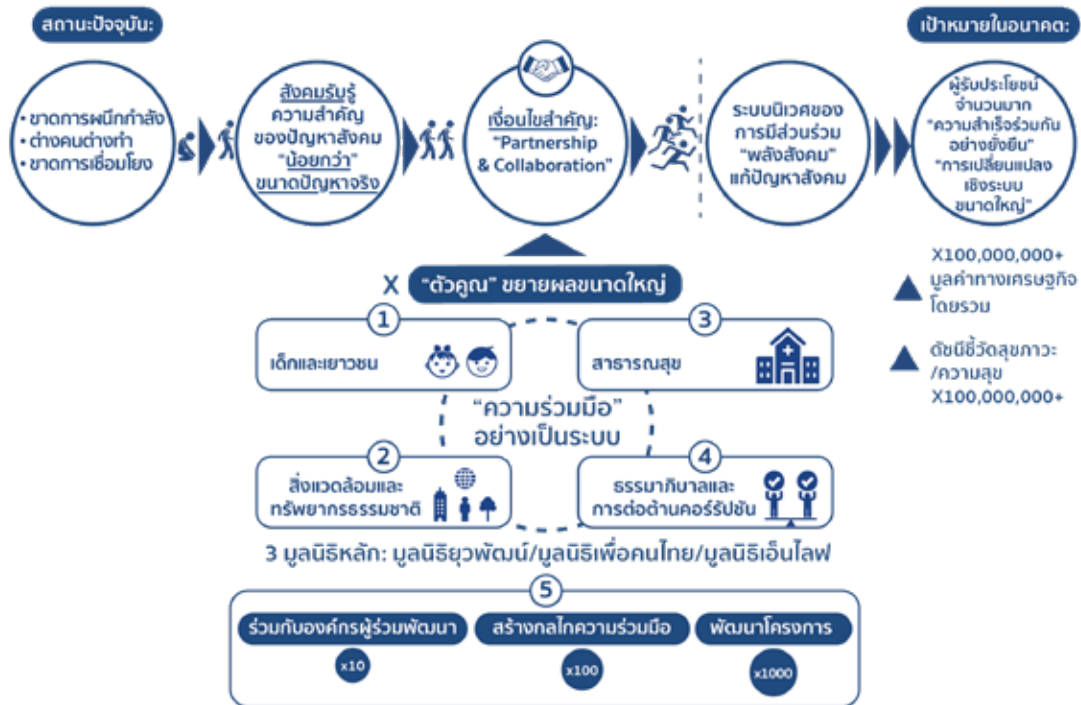 สถานะปัจจุบัน:
เป้าหมายในอนาคต:
• ขาดการผนึกกำลัง
• ต่างคนต่างทำ
• ขาดการเชื่อมโยง
สังคมรับรู้
ความสำคัญ
ของปัญหาสังคม
"น้อยกว่า"
ขนาดปัญหาจริง
เงื่อนไขสำคัญ:
"Partnership
& Collaboration"
ระบบนิเวศของ
การมีส่วนร่วม
"พลังสังคม"
แก้ปัญหาสังคม
ผู้รับประโยชน์
จำนวนมาก
"ความสำเร็จร่วมกัน
อย่างยั่งยืน"
"การเปลี่ยนแปลง
เชิงระบบ
ขนาดใหญ่"
X100,000,000+
มูลค่าทางเศรษฐกิจ
โดยรวม
ดัชนีชี้วัดสุขภาวะ
/ความสุข
X100,000,000+
X "ตัวคูณ" ขยายผลขนาดใหญ่
1
เด็กและเยาวชน
3
สาธารณสุข
"ความร่วมมือ"
อย่างเป็นระบบ
2
สิ่งแวดล้อมและ
ทรัพยากรธรรมชาติ
4
ธรรมาภิบาลและ
การต่อต้านคอร์รัปชัน
3 มูลนิธิหลัก: มูลนิธิยุวพัฒน์/มูลนิธิเพื่อคนไทย/มูลนิธิเอ็นไลฟ
5
ร่วมกับองค์กรผู้ร่วมพัฒนา
x10
สร้างกลไกความร่วมมือ
x100
พัฒนาโครงการ
x1000